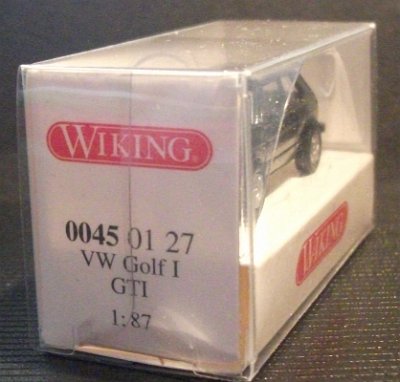 WIKING®
0045 01 27
VW Golf I
GTI
1:87
WIKING